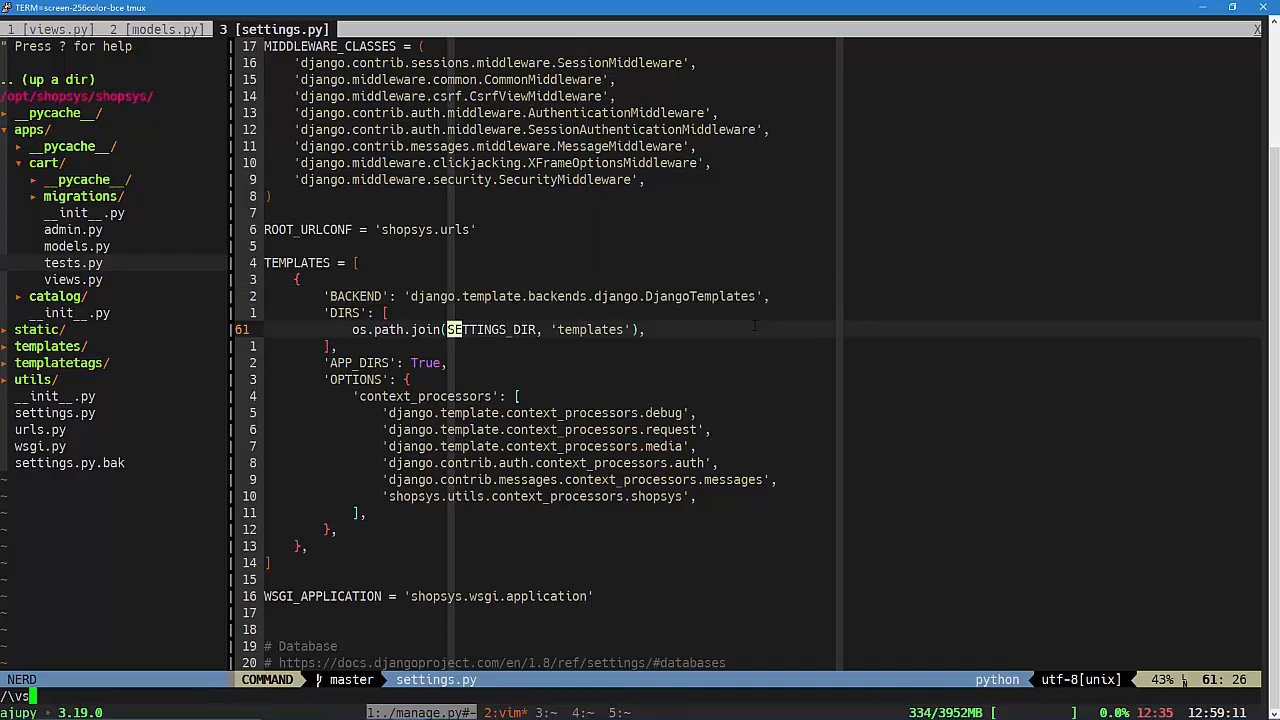 TERM=screen-256color-bce tmux
1 [views.py] 2 [models.py] 3 [settings.py] X
" Press ? for help
.. (up a dir)
/opt/shopsys/shopsys/
▸ __pycache__/
▾ apps/
▸ __pycache__/
▾ cart/
▸ __pycache__/
▸ migrations/
__init__.py
admin.py
models.py
tests.py
views.py
▸ catalog/
__init__.py
▸ static/
▸ templates/
▸ templatetags/
▸ utils/
__init__.py
settings.py
urls.py
wsgi.py
settings.py.bak
~
~
~
~
~
~
~
~
~
~
~
~
17 MIDDLEWARE_CLASSES = (
16 'django.contrib.sessions.middleware.SessionMiddleware',
15 'django.middleware.common.CommonMiddleware',
14 'django.middleware.csrf.CsrfViewMiddleware',
13 'django.contrib.auth.middleware.AuthenticationMiddleware',
12 'django.contrib.auth.middleware.SessionAuthenticationMiddleware',
11 'django.contrib.messages.middleware.MessageMiddleware',
10 'django.middleware.clickjacking.XFrameOptionsMiddleware',
9 'django.middleware.security.SecurityMiddleware',
8 )
7
6 ROOT_URLCONF = 'shopsys.urls'
5
4 TEMPLATES = [
3 {
2 'BACKEND': 'django.template.backends.django.DjangoTemplates',
1 'DIRS': [
61 os.path.join(SETTINGS_DIR, 'templates'),
1 ],
2 'APP_DIRS': True,
3 'OPTIONS': {
4 'context_processors': [
5 'django.template.context_processors.debug',
6 'django.template.context_processors.request',
7 'django.template.context_processors.media',
8 'django.contrib.auth.context_processors.auth',
9 'django.contrib.messages.context_processors.messages',
10 'shopsys.utils.context_processors.shopsys',
11 ],
12 },
13 },
14 ]
15
16 WSGI_APPLICATION = 'shopsys.wsgi.application'
17
18
19 # Database
20 # https://docs.djangoproject.com/en/1.8/ref/settings/#databases
NERD COMMAND master settings.py python utf-8[unix] 43% 61: 26
/\vs
ajupy 3.19.0 1:./manage.py#- 2:vim* 3:~ 4:~ 5:~ 334/3952MB [ ] 0.0% 12:35 12:59:11